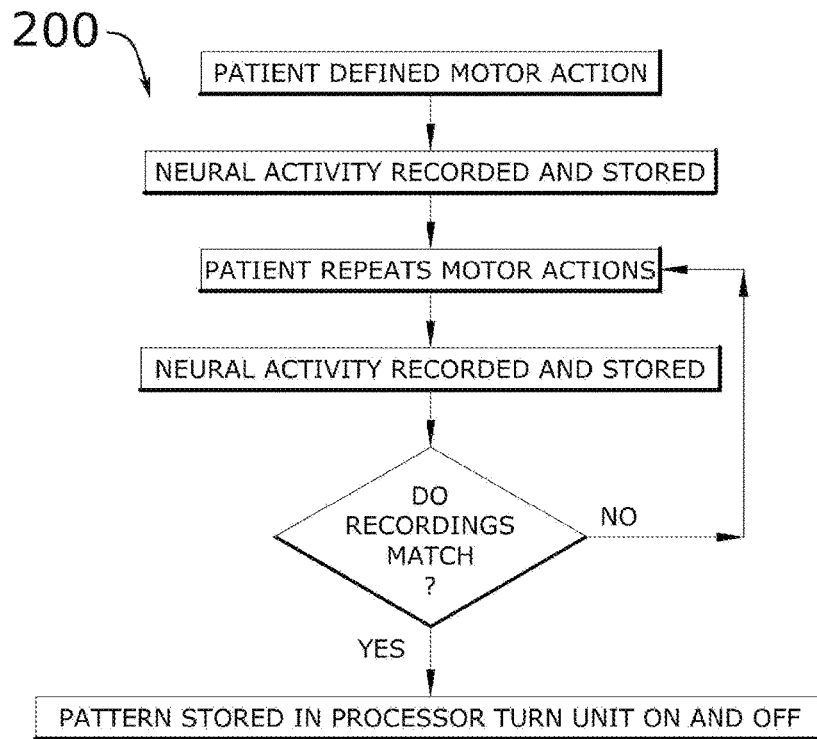 200
PATIENT DEFINED MOTOR ACTION
NEURAL ACTIVITY RECORDED AND STORED
PATIENT REPEATS MOTOR ACTIONS
NEURAL ACTIVITY RECORDED AND STORED
DO
RECORDINGS
MATCH
?
NO
YES
PATTERN STORED IN PROCESSOR TURN UNIT ON AND OFF